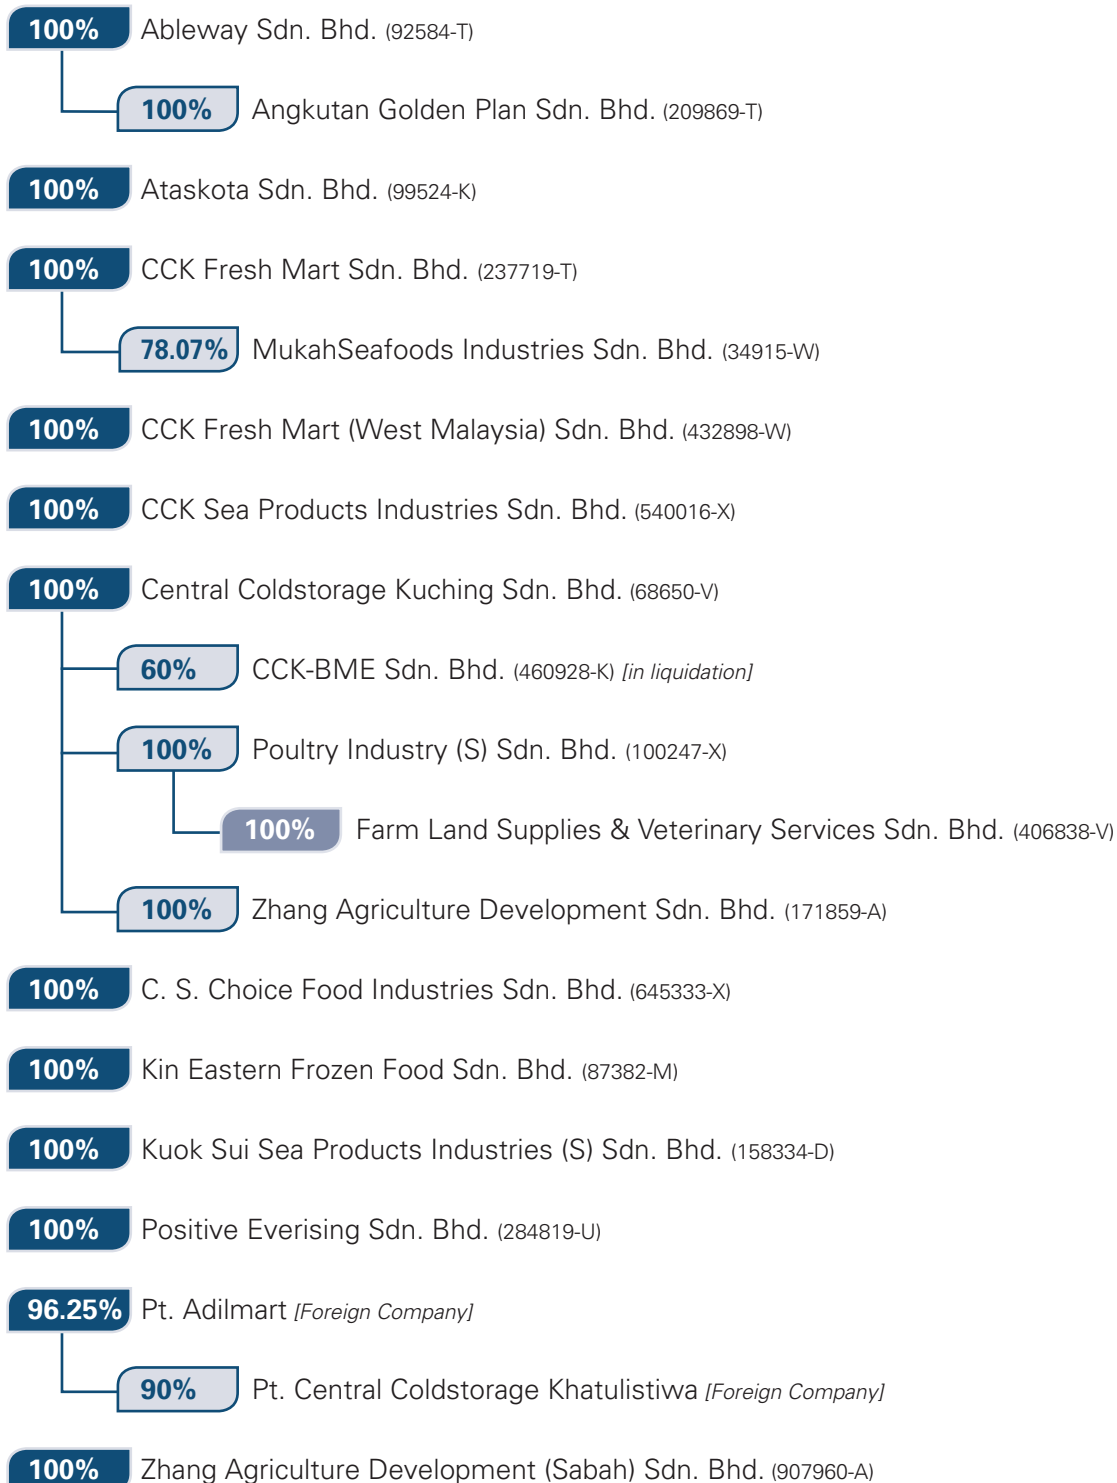 100% Ableway Sdn. Bhd. (92584-T)
100% Angkutan Golden Plan Sdn. Bhd. (209869-T)
100% Ataskota Sdn. Bhd. (99524-K)
100% CCK Fresh Mart Sdn. Bhd. (237719-T)
78.07% MukahSeafoods Industries Sdn. Bhd. (34915-W)
100% CCK Fresh Mart (West Malaysia) Sdn. Bhd. (432898-W)
100% CCK Sea Products Industries Sdn. Bhd. (540016-X)
100% Central Coldstorage Kuching Sdn. Bhd. (68650-V)
60% CCK-BME Sdn. Bhd. (460928-K) [in liquidation]
100% Poultry Industry (S) Sdn. Bhd. (100247-X)
100% Farm Land Supplies & Veterinary Services Sdn. Bhd. (406838-V)
100% Zhang Agriculture Development Sdn. Bhd. (171859-A)
100% C. S. Choice Food Industries Sdn. Bhd. (645333-X)
100% Kin Eastern Frozen Food Sdn. Bhd. (87382-M)
100% Kuok Sui Sea Products Industries (S) Sdn. Bhd. (158334-D)
100% Positive Everising Sdn. Bhd. (284819-U)
96.25% Pt. Adilmart [Foreign Company]
90% Pt. Central Coldstorage Khatulistiwa [Foreign Company]
100% Zhang Agriculture Development (Sabah) Sdn. Bhd. (907960-A)